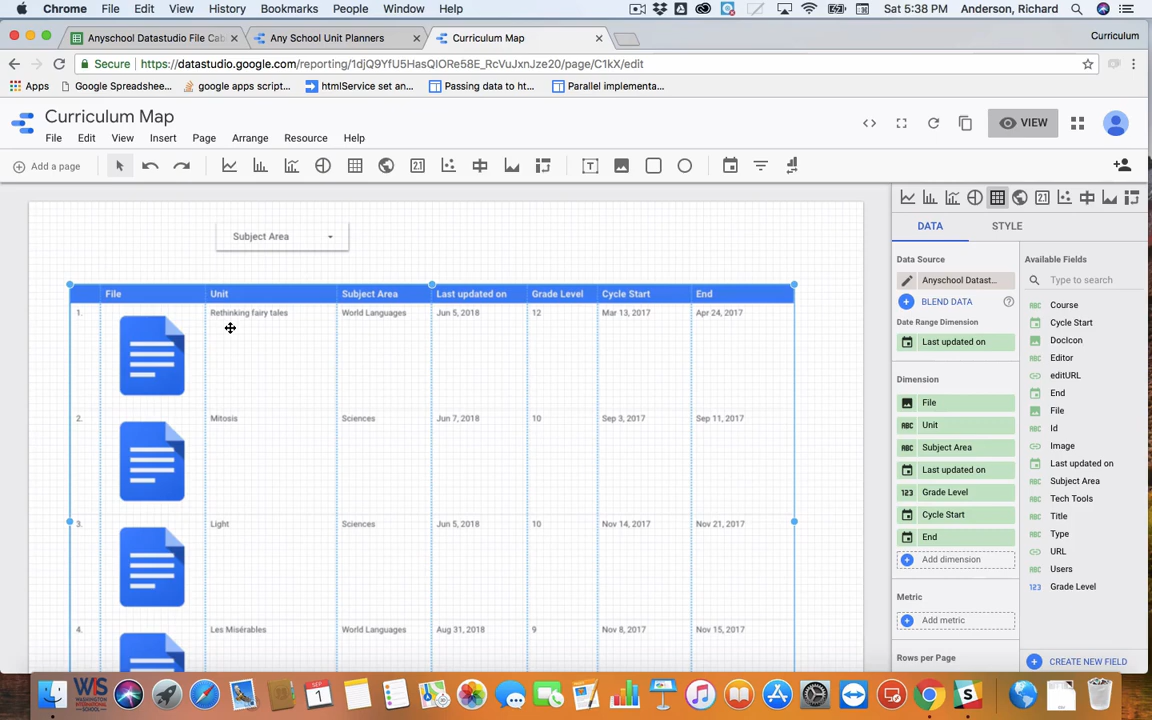 Chrome File Edit View History Bookmarks People Window Help Sat 5:38 PM Anderson, Richard
Anyschool Datastudio File Cab
Any School Unit Planners
Curriculum Map
Curriculum
Secure https://datastudio.google.com/reporting/1djQ9YfU5HasQIORe58E_RcVuJxnJze20/page/C1kX/edit
Apps Google Spreadshee... google apps script... htmlService set an... Passing data to ht... Parallel implementa...
Curriculum Map
File Edit View Insert Page Arrange Resource Help
VIEW
Add a page
Subject Area
File Unit Subject Area Last updated on Grade Level Cycle Start End
1. Rethinking fairy tales World Languages Jun 5, 2018 12 Mar 13, 2017 Apr 24, 2017
2. Mitosis Sciences Jun 7, 2018 10 Sep 3, 2017 Sep 11, 2017
3. Light Sciences Jun 5, 2018 10 Nov 14, 2017 Nov 21, 2017
4. Les Misérables World Languages Aug 31, 2018 9 Nov 8, 2017 Nov 15, 2017
DATA STYLE
Data Source
Anyschool Datast...
BLEND DATA
Date Range Dimension
Last updated on
Dimension
File
Unit
Subject Area
Last updated on
Grade Level
Cycle Start
End
Add dimension
Metric
Add metric
Rows per Page
Available Fields
Type to search
Course
Cycle Start
DocIcon
Editor
editURL
End
File
Id
Image
Last updated on
Subject Area
Tech Tools
Title
Type
URL
Users
Grade Level
CREATE NEW FIELD
WIS
WASHINGTON
INTERNATIONAL
SCHOOL
SEP
1